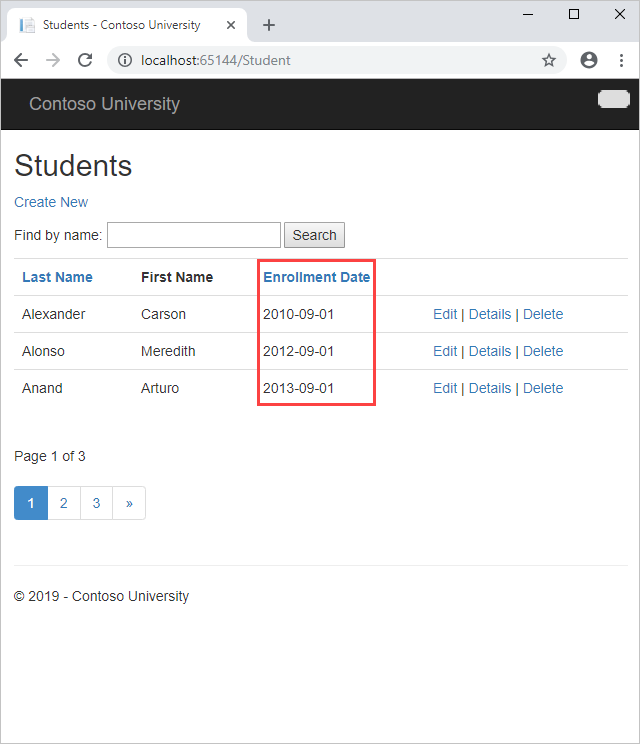 Students - Contoso University
localhost:65144/Student
Contoso University
Students
Create New
Find by name: Search
Last Name First Name Enrollment Date
Alexander Carson 2010-09-01 Edit | Details | Delete
Alonso Meredith 2012-09-01 Edit | Details | Delete
Anand Arturo 2013-09-01 Edit | Details | Delete
Page 1 of 3
1 2 3 »
© 2019 - Contoso University